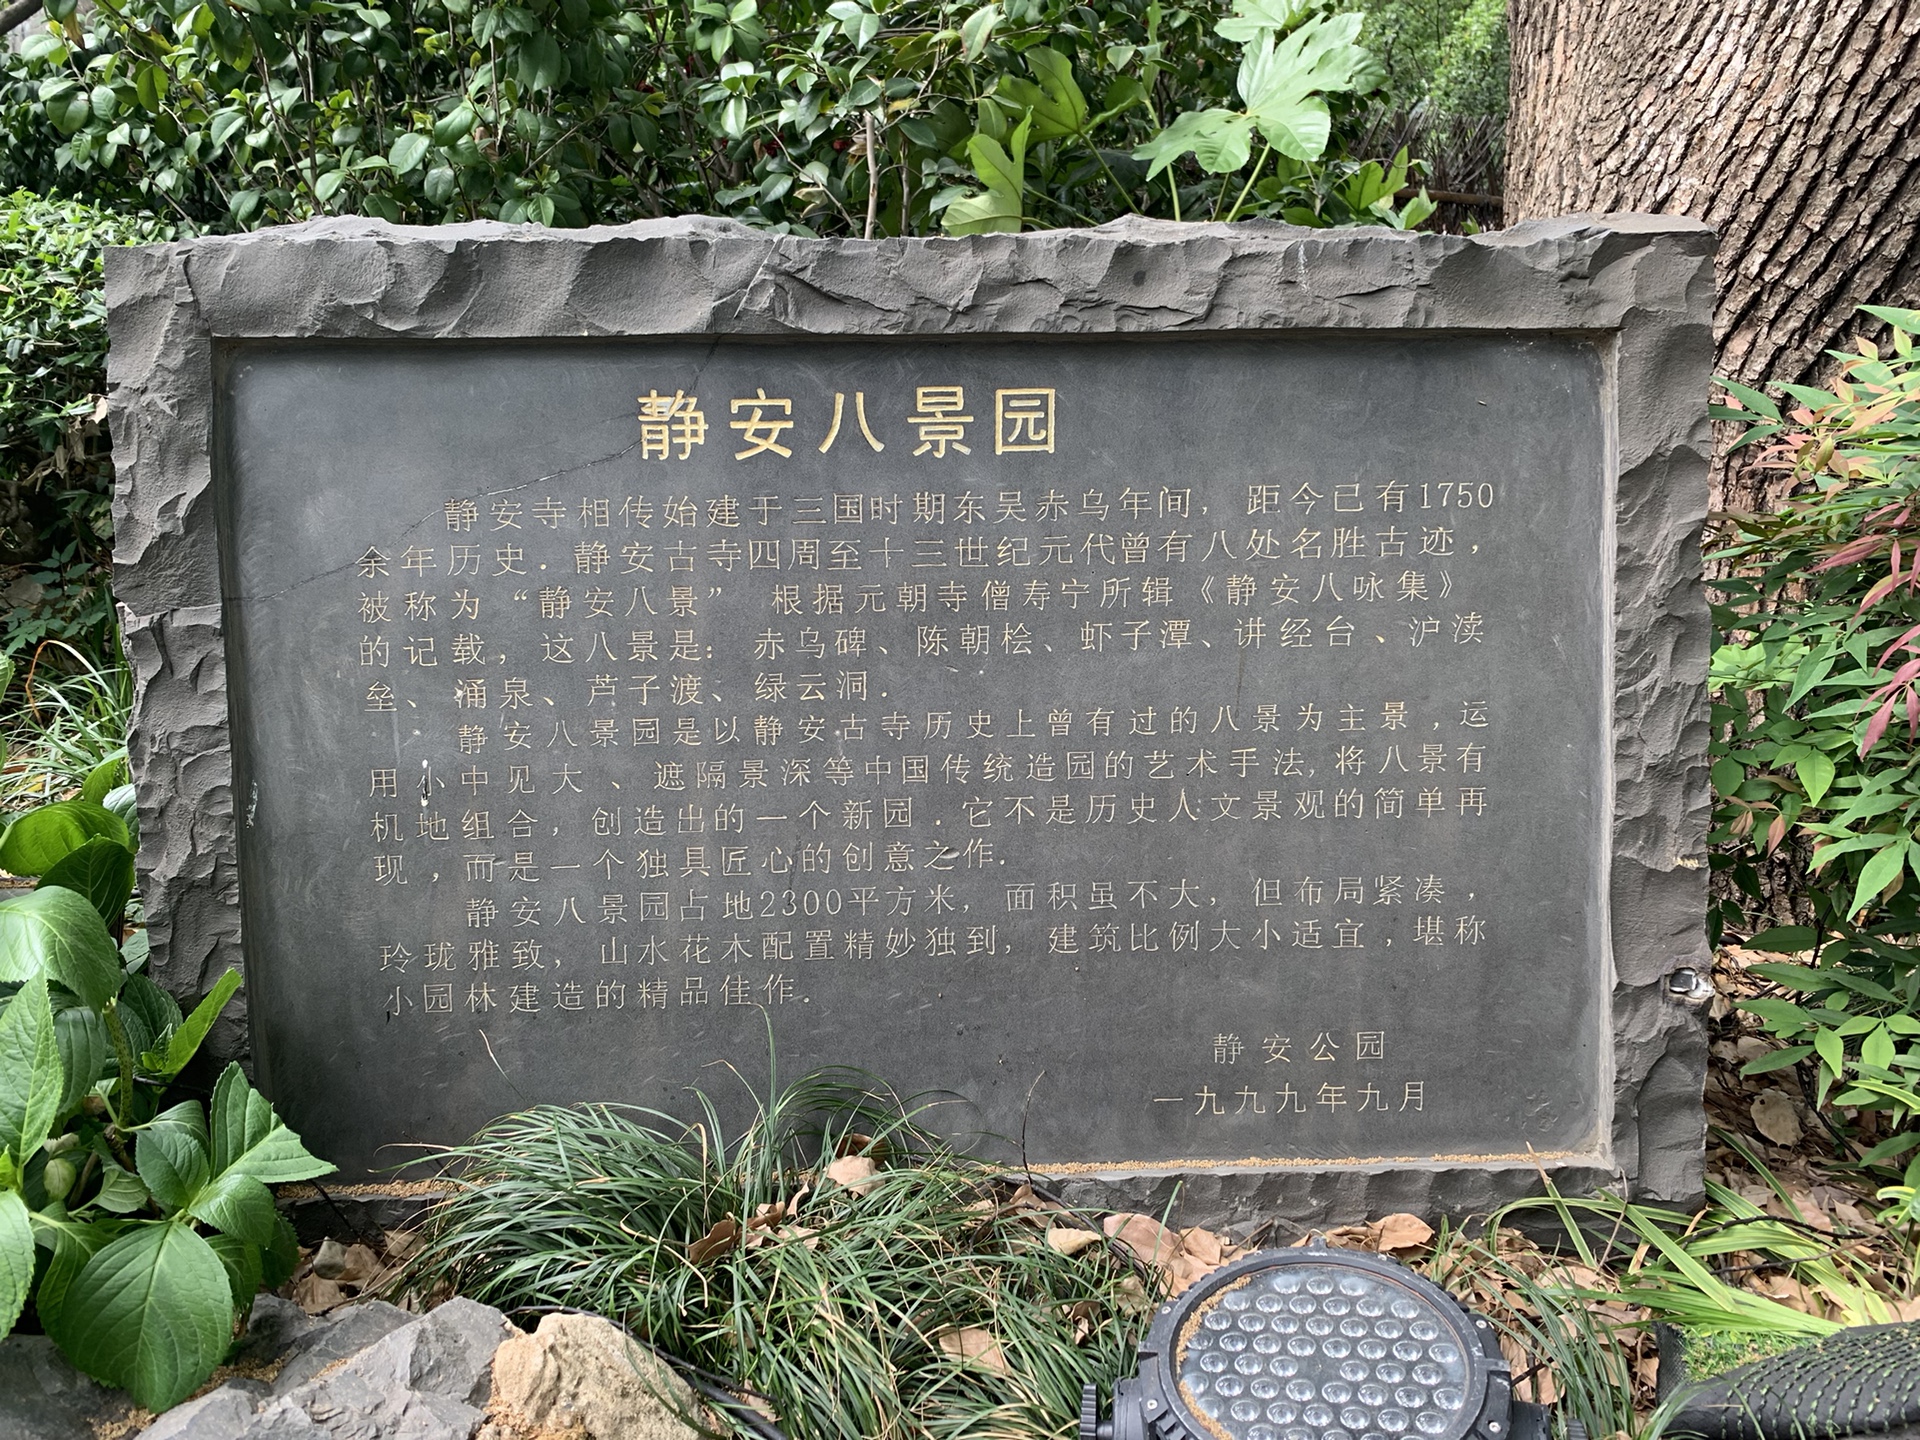 静安八景园
静安寺相传始建于三国时期东吴赤乌年间，距今已有1750
余年历史．静安古寺四周至十三世纪元代曾有八处名胜古迹，
被称为“静安八景” 根据元朝寺僧寿宁所辑《静安八咏集》
的记载，这八景是：赤乌碑、陈朝桧、虾子潭、讲经台、沪渎
垒、涌泉、芦子渡、绿云洞．
静安八景园是以静安古寺历史上曾有过的八景为主景，运
用小中见大、遮隔景深等中国传统造园的艺术手法，将八景有
机地组合，创造出的一个新园．它不是历史人文景观的简单再
现，而是一个独具匠心的创意之作．
静安八景园占地2300平方米，面积虽不大，但布局紧凑，
玲珑雅致，山水花木配置精妙独到，建筑比例大小适宜，堪称
小园林建造的精品佳作．
静安公园
一九九九年九月